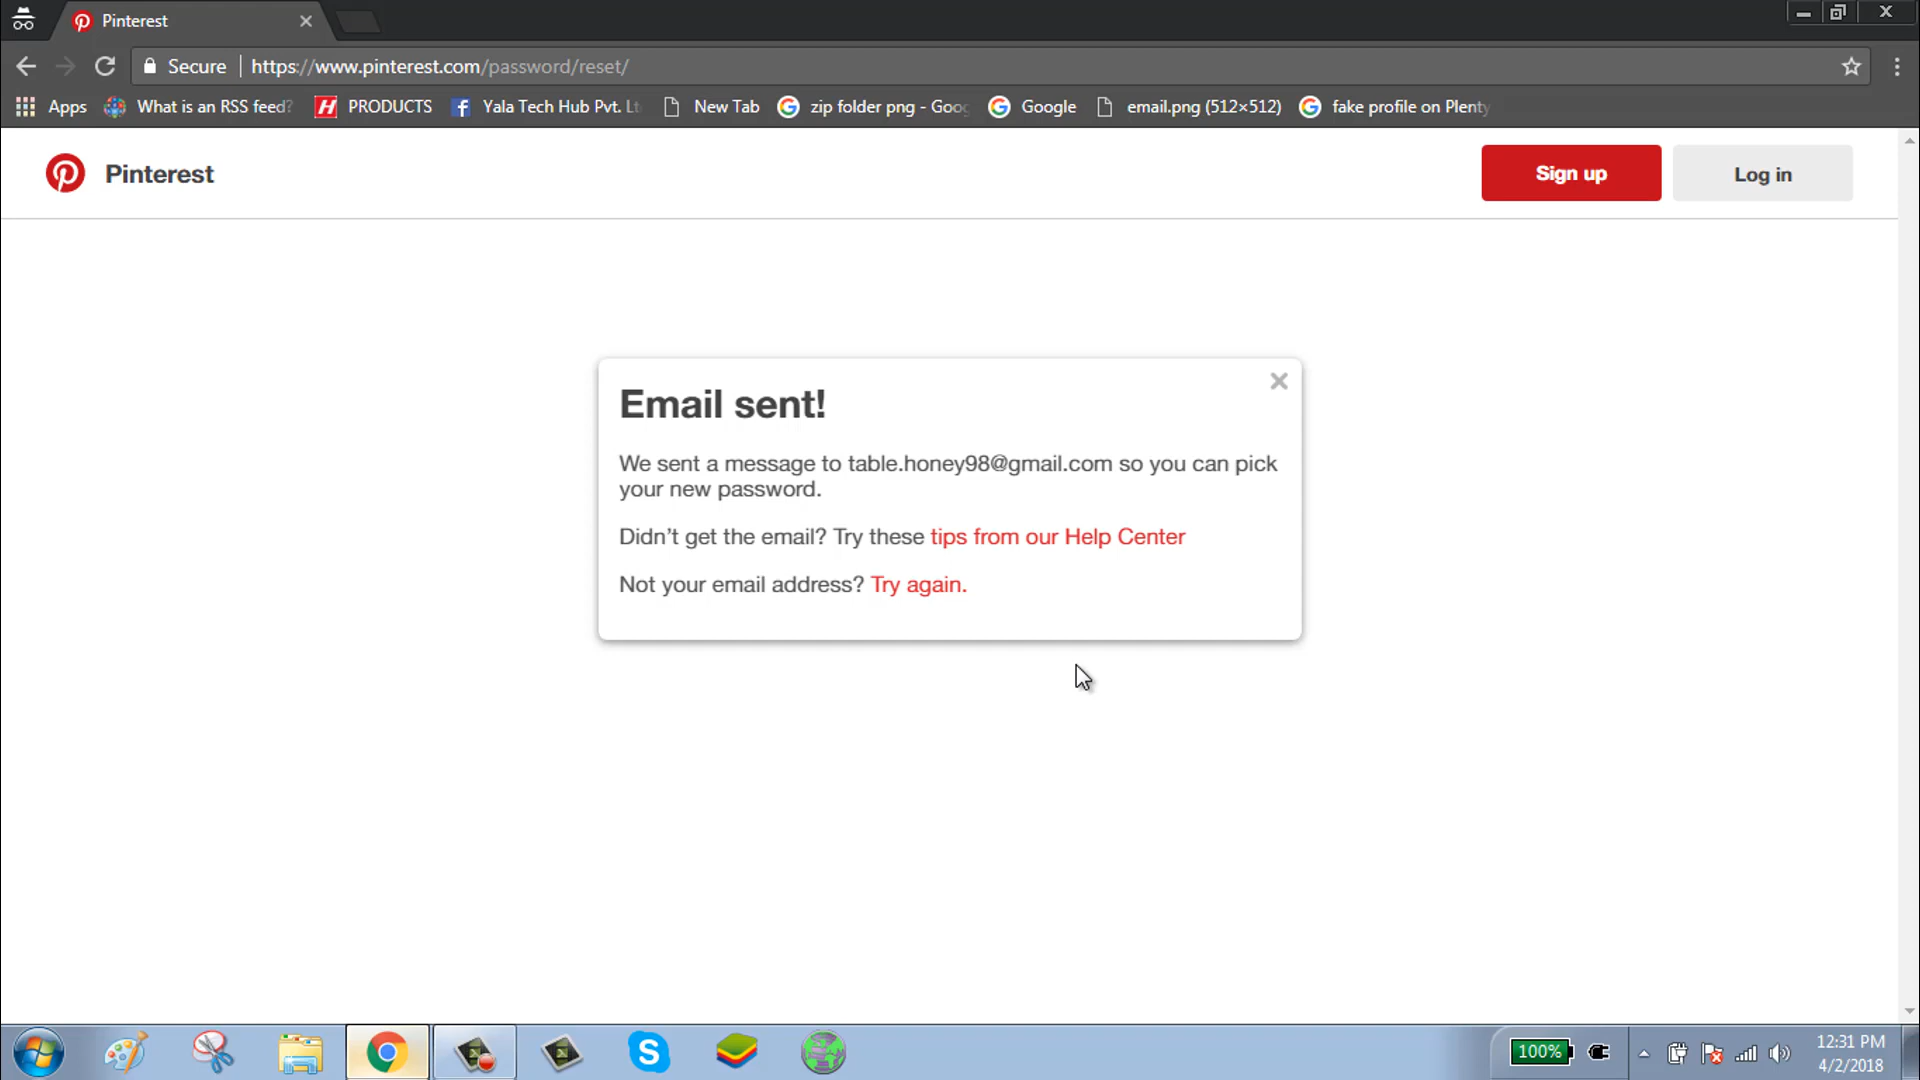 Pinterest
Secure https://www.pinterest.com/password/reset/
Apps What is an RSS feed? PRODUCTS Yala Tech Hub Pvt. Lt New Tab zip folder png - Goog Google email.png (512×512) fake profile on Plenty
Pinterest Sign up Log in
Email sent!
We sent a message to table.honey98@gmail.com so you can pick
your new password.
Didn't get the email? Try these tips from our Help Center
Not your email address? Try again.
100%
12:31 PM
4/2/2018